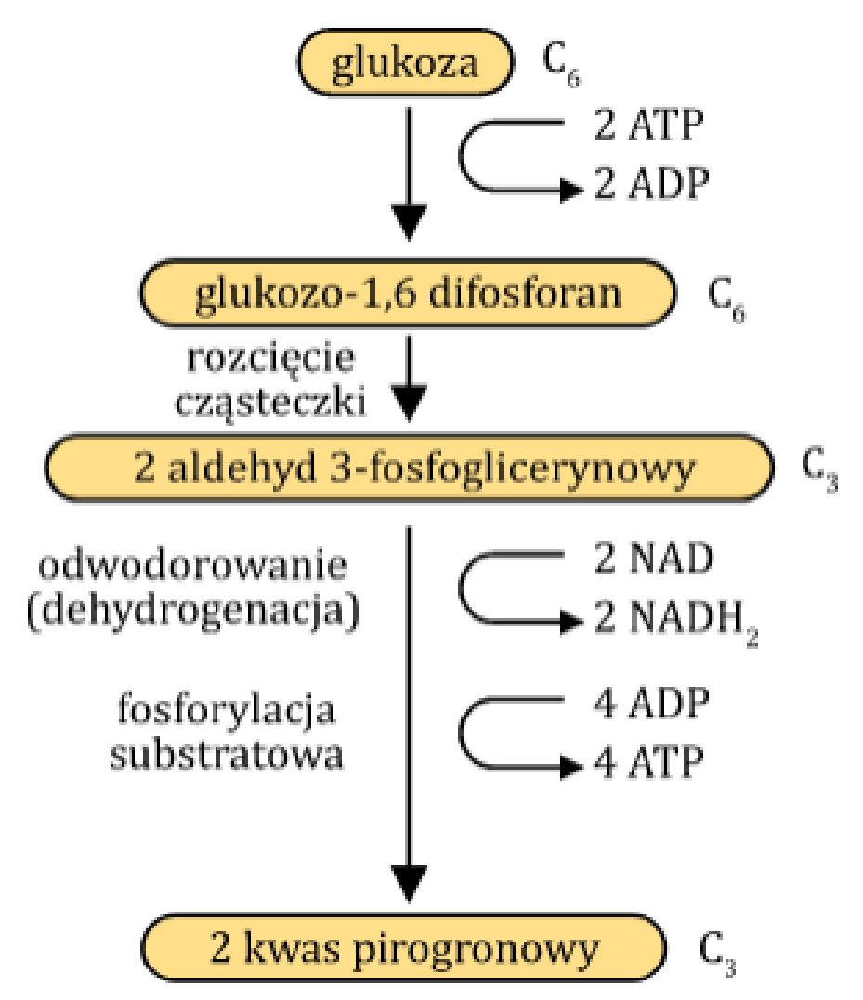 glukoza C₆
2 ATP
2 ADP
glukozo-1,6 difosforan C₆
rozcięcie
cząsteczki
2 aldehyd 3-fosfoglicerynowy C₃
odwodorowanie
(dehydrogenacja)
2 NAD
2 NADH₂
fosforylacja
substratowa
4 ADP
4 ATP
2 kwas pirogronowy C₃